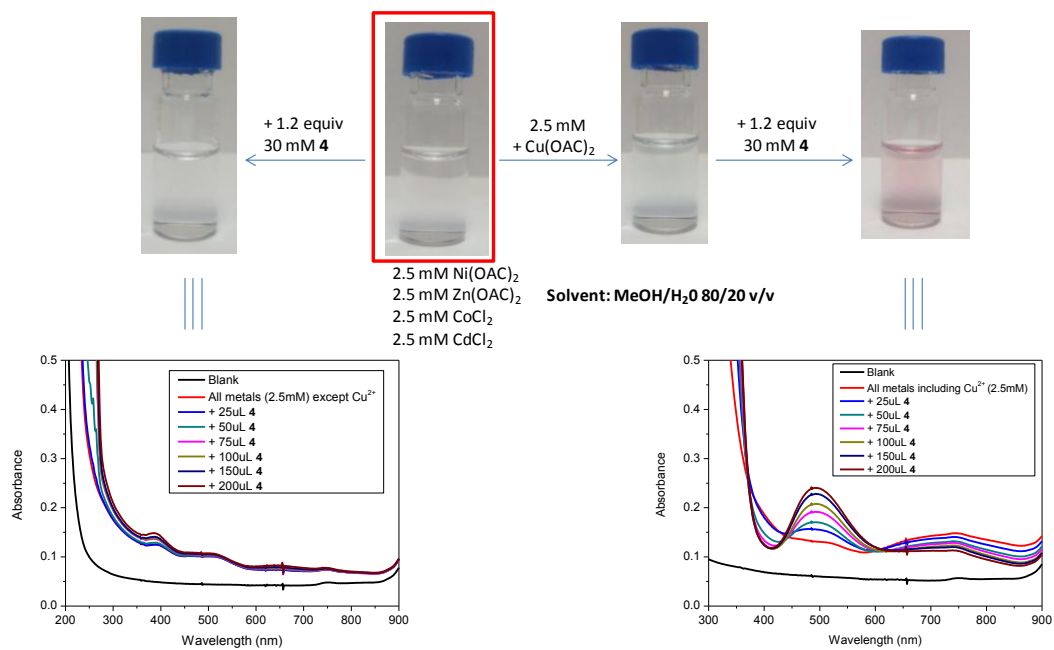 + 1.2 equiv
30 mM 4
2.5 mM
+ Cu(OAC)2
+ 1.2 equiv
30 mM 4
2.5 mM Ni(OAC)2
2.5 mM Zn(OAC)2
2.5 mM CoCl2
2.5 mM CdCl2
Solvent: MeOH/H20 80/20 v/v
0.5
0.4
0.3
0.2
0.1
0.0
Absorbance
Blank
All metals (2.5mM) except Cu2+
+ 25uL 4
+ 50uL 4
+ 75uL 4
+ 100uL 4
+ 150uL 4
+ 200uL 4
200 300 400 500 600 700 800 900
Wavelength (nm)
0.5
0.4
0.3
0.2
0.1
0.0
Absorbance
Blank
All metals including Cu2+ (2.5mM)
+ 25uL 4
+ 50uL 4
+ 75uL 4
+ 100uL 4
+ 150uL 4
+ 200uL 4
300 400 500 600 700 800 900
Wavelength (nm)